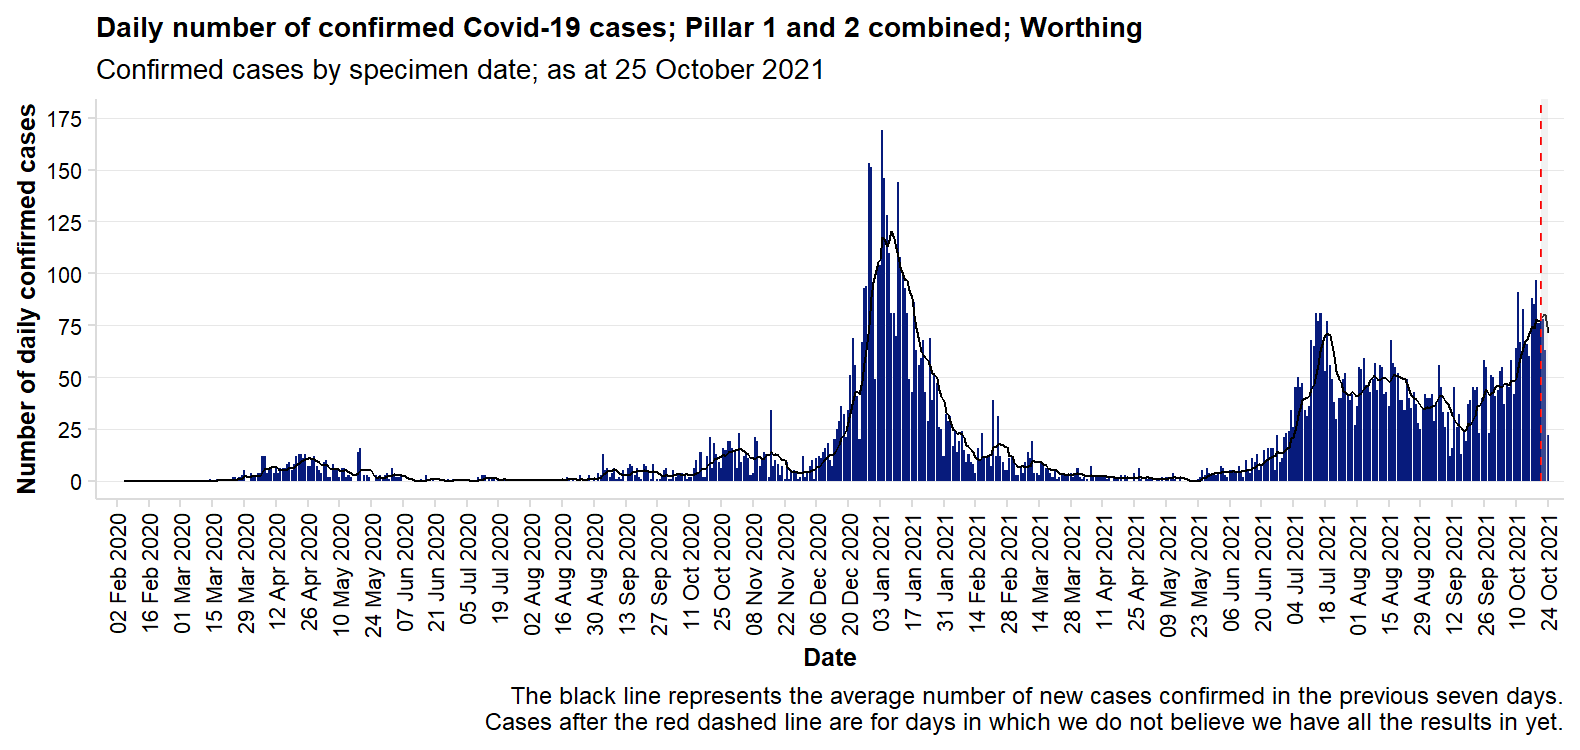 Daily number of confirmed Covid-19 cases; Pillar 1 and 2 combined; Worthing
Confirmed cases by specimen date; as at 25 October 2021
Number of daily confirmed cases
175
150
125
100
75
50
25
0
02 Feb 2020
16 Feb 2020
01 Mar 2020
15 Mar 2020
29 Mar 2020
12 Apr 2020
26 Apr 2020
10 May 2020
24 May 2020
07 Jun 2020
21 Jun 2020
05 Jul 2020
19 Jul 2020
02 Aug 2020
16 Aug 2020
30 Aug 2020
13 Sep 2020
27 Sep 2020
11 Oct 2020
25 Oct 2020
08 Nov 2020
22 Nov 2020
06 Dec 2020
20 Dec 2020
03 Jan 2021
17 Jan 2021
31 Jan 2021
14 Feb 2021
28 Feb 2021
14 Mar 2021
28 Mar 2021
11 Apr 2021
25 Apr 2021
09 May 2021
23 May 2021
06 Jun 2021
20 Jun 2021
04 Jul 2021
18 Jul 2021
01 Aug 2021
15 Aug 2021
29 Aug 2021
12 Sep 2021
26 Sep 2021
10 Oct 2021
24 Oct 2021
Date
The black line represents the average number of new cases confirmed in the previous seven days.
Cases after the red dashed line are for days in which we do not believe we have all the results in yet.